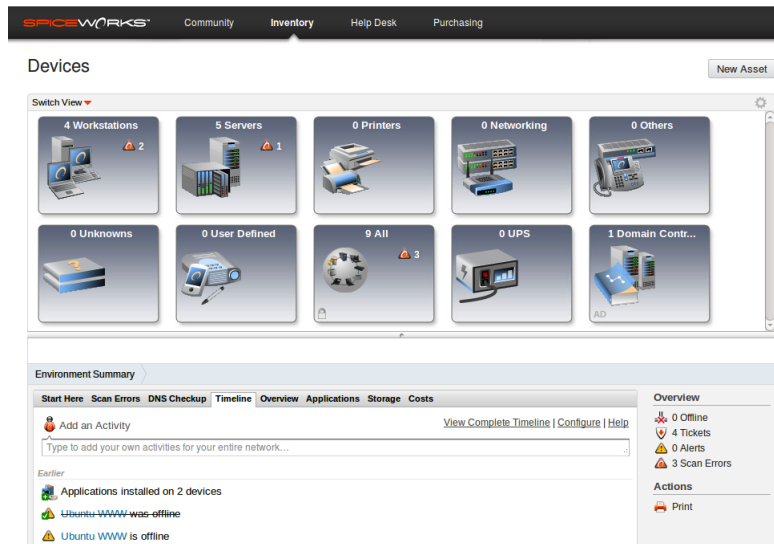 SPICEWORKS Community Inventory Help Desk Purchasing
Devices
New Asset
Switch View
4 Workstations 5 Servers 0 Printers 0 Networking 0 Others
2 1
0 Unknowns 0 User Defined 9 All 0 UPS 1 Domain Contr...
3
AD
Environment Summary
Start Here Scan Errors DNS Checkup Timeline Overview Applications Storage Costs
Add an Activity View Complete Timeline | Configure | Help
Type to add your own activities for your entire network...
Earlier
Applications installed on 2 devices
Ubuntu WWW was offline
Ubuntu WWW is offline
Overview
0 Offline
4 Tickets
0 Alerts
3 Scan Errors
Actions
Print